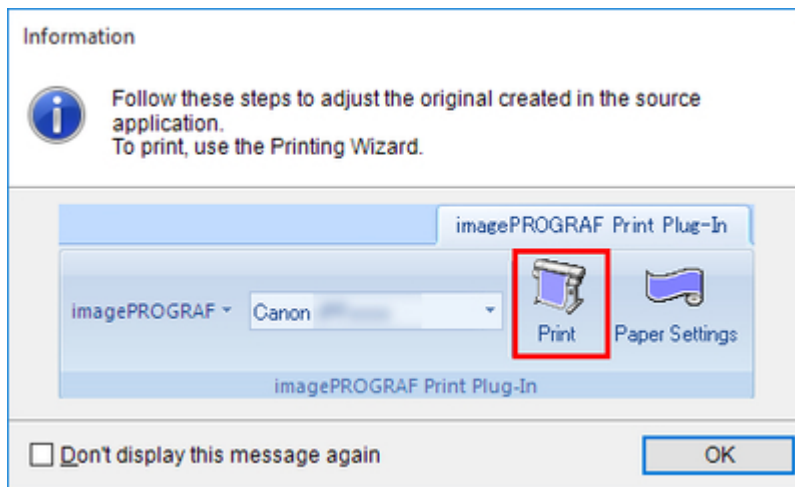 Information
Follow these steps to adjust the original created in the source
application.
To print, use the Printing Wizard.
imagePROGRAF Print Plug-In
imagePROGRAF
Canon
Print
Paper Settings
imagePROGRAF Print Plug-In
Don't display this message again
OK